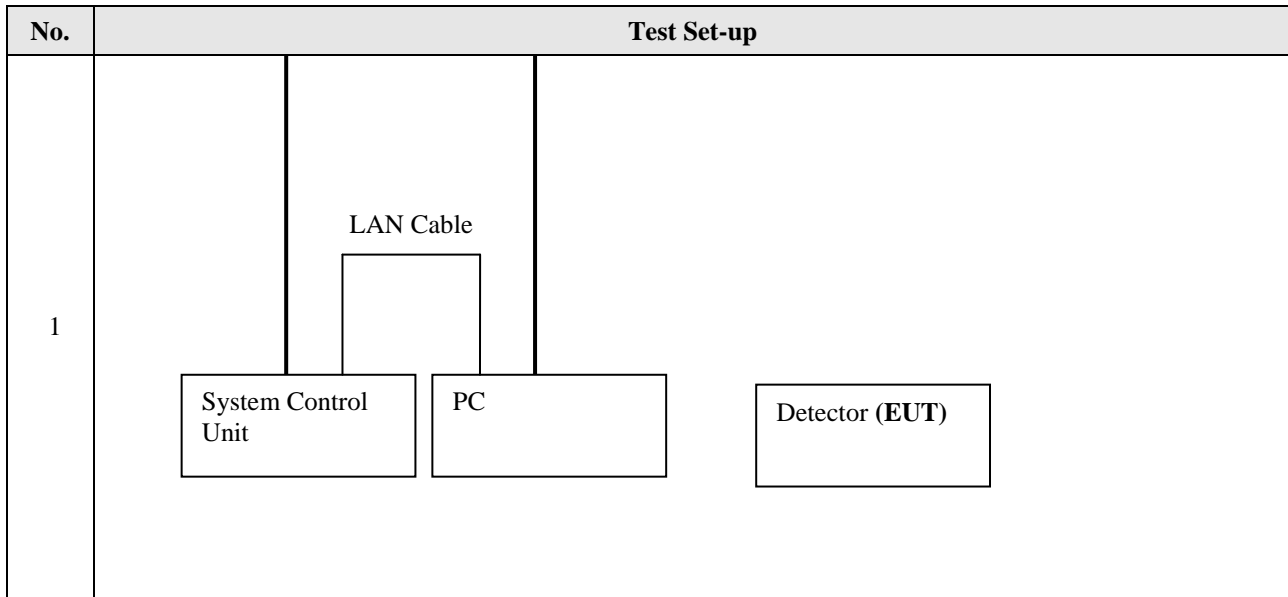 No.
Test Set-up
1
LAN Cable
System Control
Unit
PC
Detector (EUT)